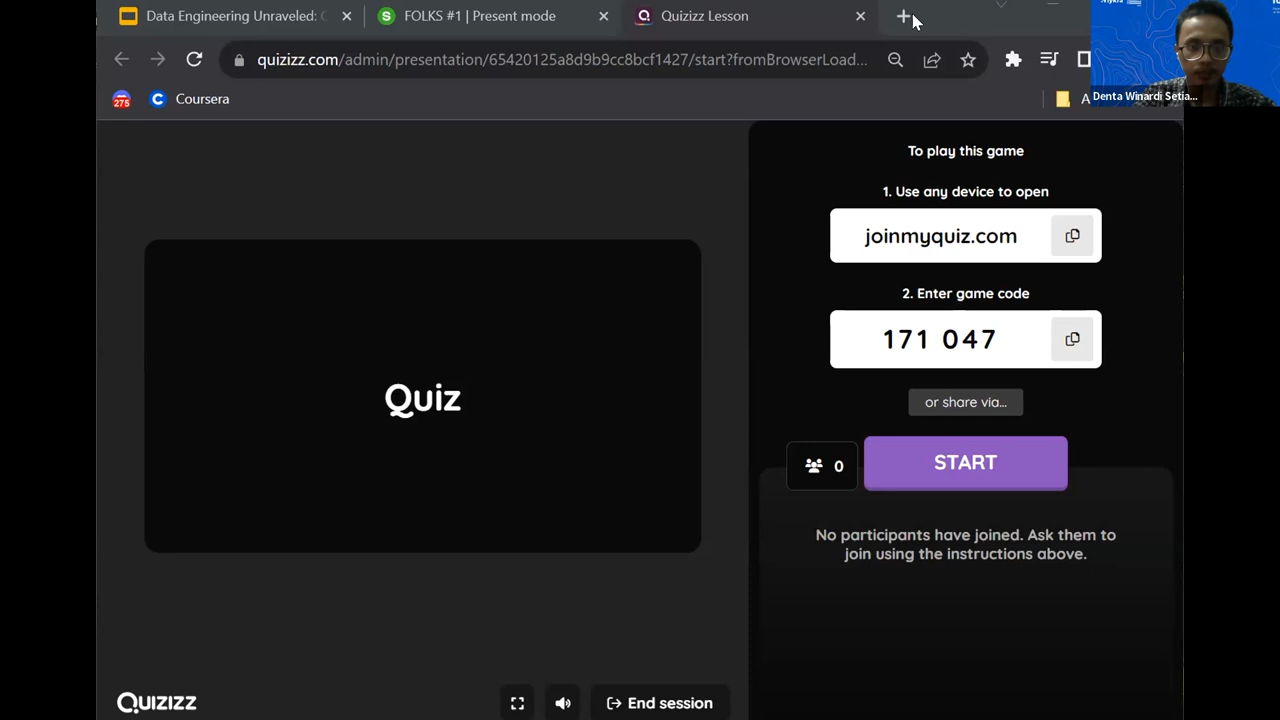 Data Engineering Unraveled:
FOLKS #1 | Present mode
Quizizz Lesson
quizizz.com/admin/presentation/65420125a8d9b9cc8bcf1427/start?fromBrowserLoad...
275
Coursera
A
Denta Winardi Setia...
To play this game
1. Use any device to open
joinmyquiz.com
2. Enter game code
171 047
or share via...
Quiz
0
START
No participants have joined. Ask them to
join using the instructions above.
Quizizz
End session